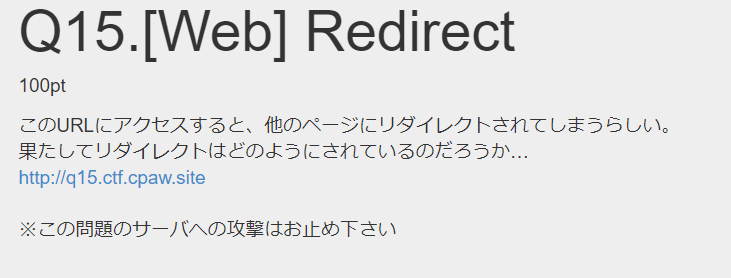 Q15.[Web] Redirect
100pt
このURLにアクセスすると、他のページにリダイレクトされてしまうらしい。
果たしてリダイレクトはどのようにされているのだろうか…
http://q15.ctf.cpaw.site
※この問題のサーバへの攻撃はお止め下さい